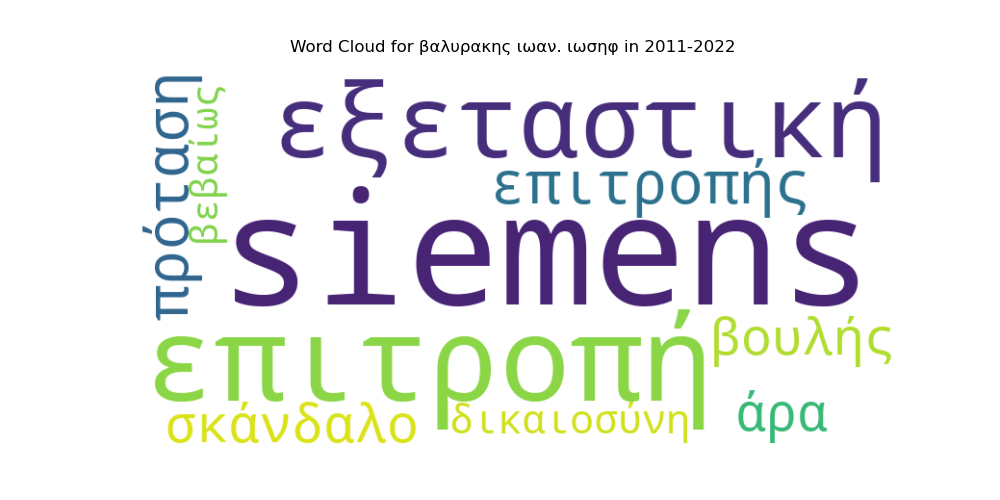 Word Cloud for βαλυρακης ιωαν. ιωσηφ in 2011-2022
πρόταση
βεβαίως
εξεταστική
επιτροπής
siemens
επιτροπή
βουλής
σκάνδαλο
δικαιοσύνη
άρα